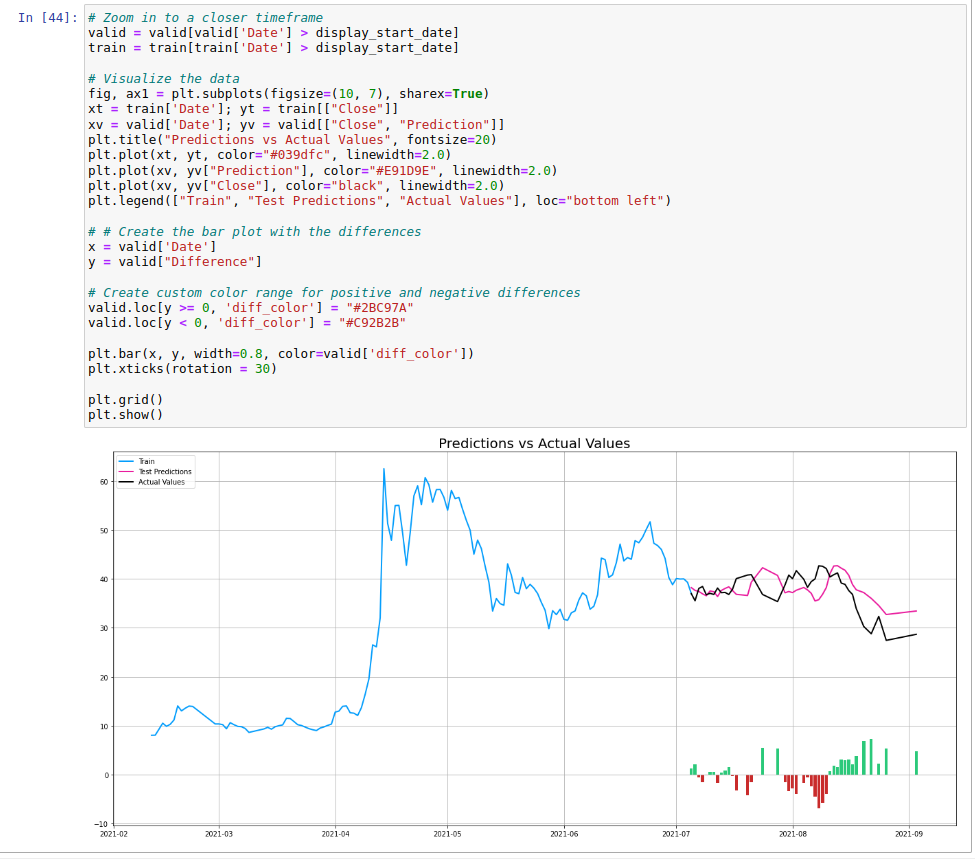 In [44]:
# Zoom in to a closer timeframe
valid = valid[valid['Date'] > display_start_date]
train = train[train['Date'] > display_start_date]
# Visualize the data
fig, ax1 = plt.subplots(figsize=(10, 7), sharex=True)
xt = train['Date']; yt = train[["Close"]]
xv = valid['Date']; yv = valid[["Close", "Prediction"]]
plt.title("Predictions vs Actual Values", fontsize=20)
plt.plot(xt, yt, color="#039dfc", linewidth=2.0)
plt.plot(xv, yv["Prediction"], color="#E91D9E", linewidth=2.0)
plt.plot(xv, yv["Close"], color="black", linewidth=2.0)
plt.legend(["Train", "Test Predictions", "Actual Values"], loc="bottom left")
# # Create the bar plot with the differences
x = valid['Date']
y = valid["Difference"]
# Create custom color range for positive and negative differences
valid.loc[y >= 0, 'diff_color'] = "#2BC97A"
valid.loc[y < 0, 'diff_color'] = "#C92B2B"
plt.bar(x, y, width=0.8, color=valid['diff_color'])
plt.xticks(rotation = 30)
plt.grid()
plt.show()
Predictions vs Actual Values
Train
Test Predictions
Actual Values
60
50
40
30
20
10
0
−10
2021-02 2021-03 2021-04 2021-05 2021-06 2021-07 2021-08 2021-09